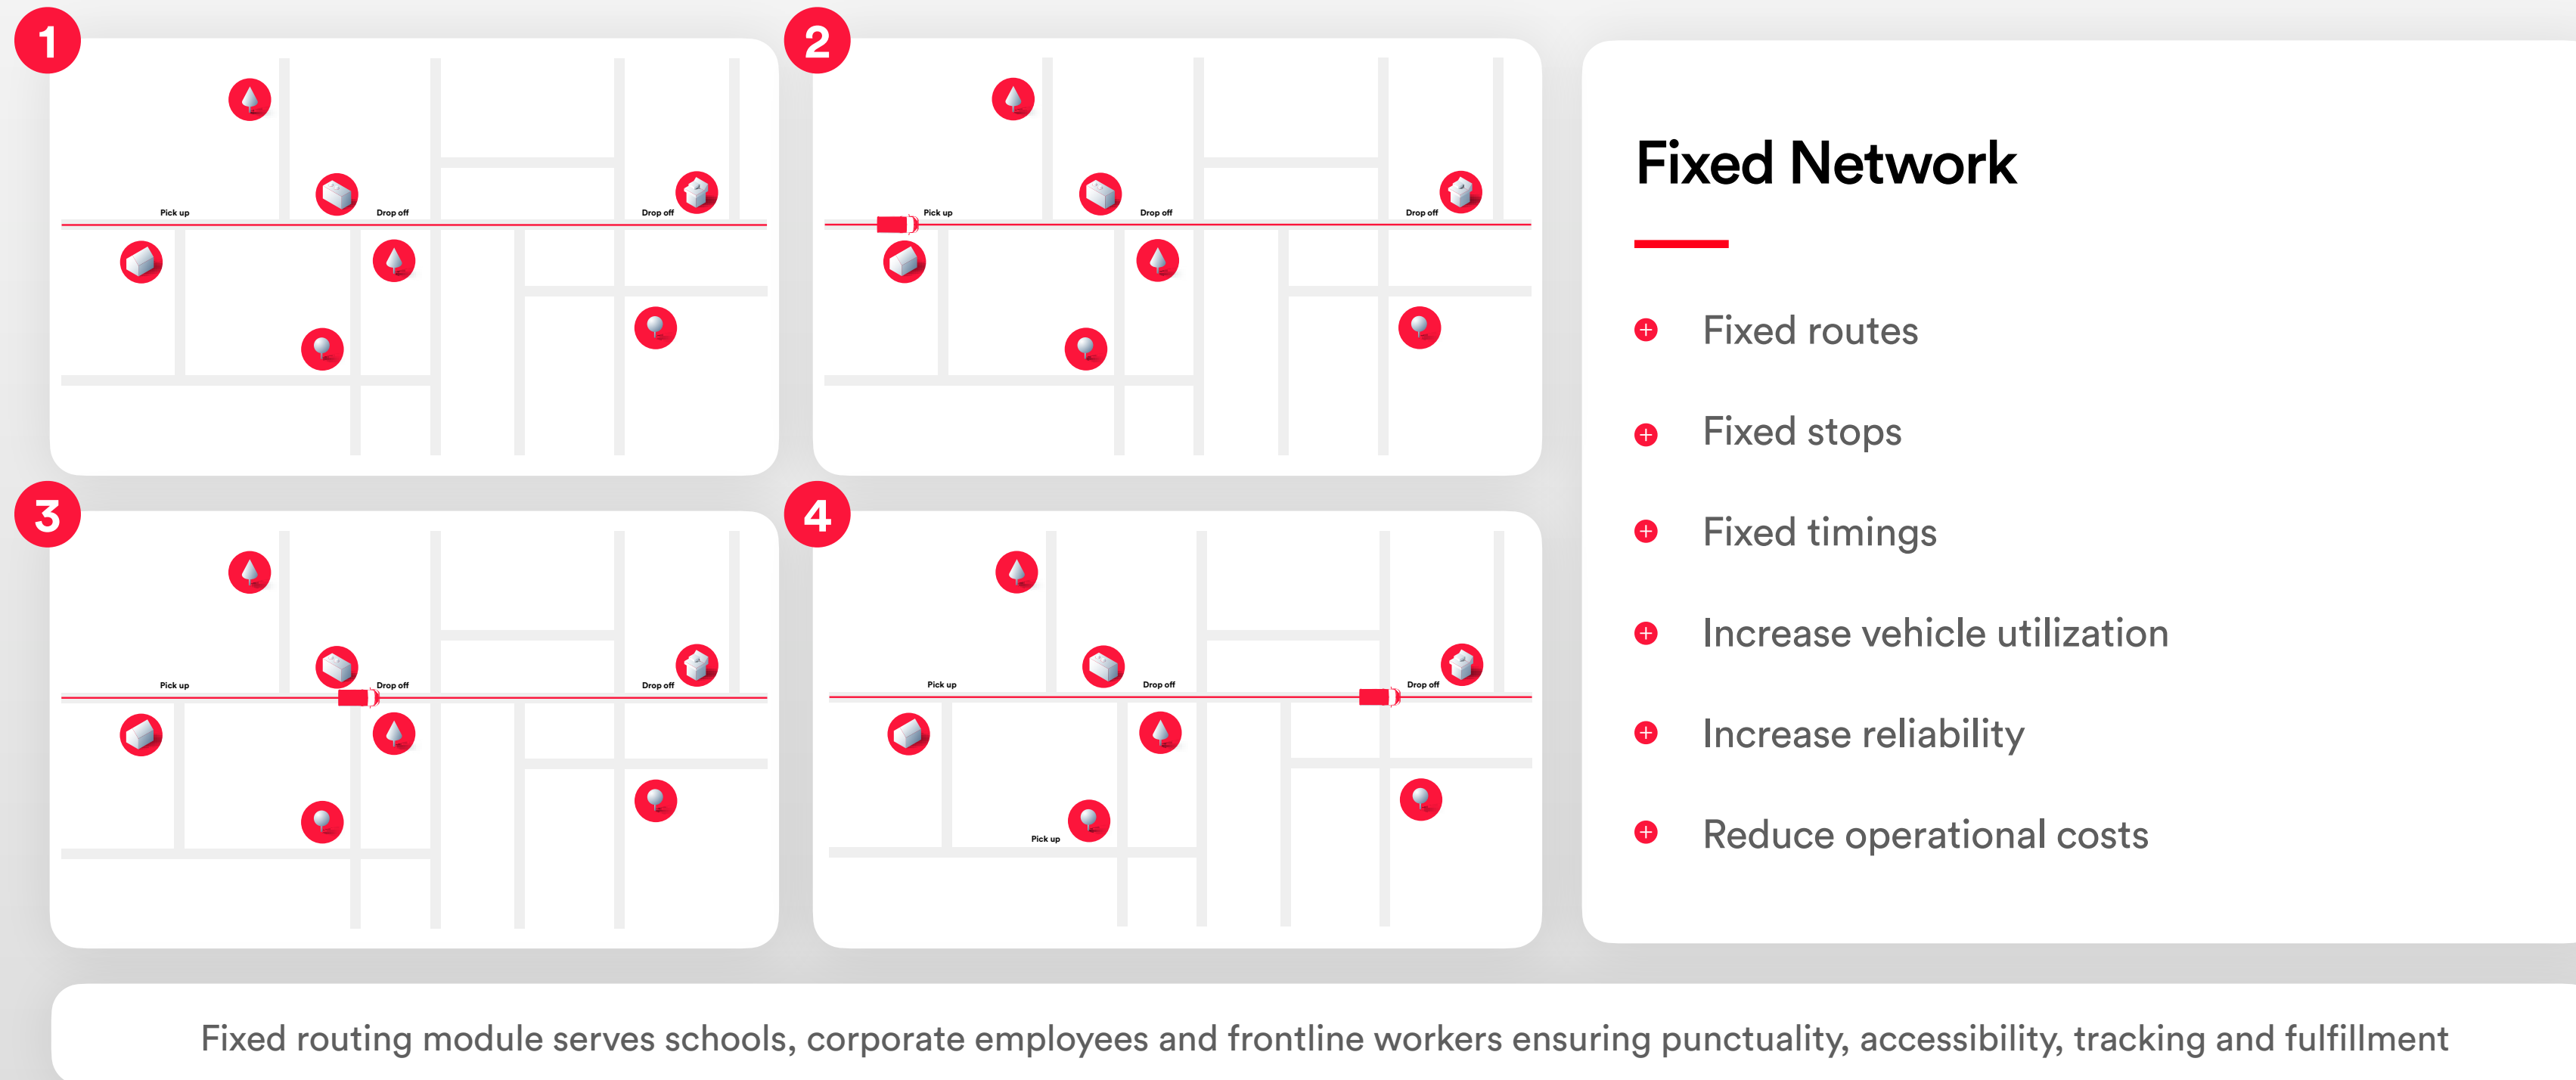 1
Pick up
Drop off
Drop off
2
Pick up
Drop off
Drop off
3
Pick up
Drop off
Drop off
4
Pick up
Drop off
Drop off
Pick up
Fixed Network
Fixed routes
Fixed stops
Fixed timings
Increase vehicle utilization
Increase reliability
Reduce operational costs
Fixed routing module serves schools, corporate employees and frontline workers ensuring punctuality, accessibility, tracking and fulfillment